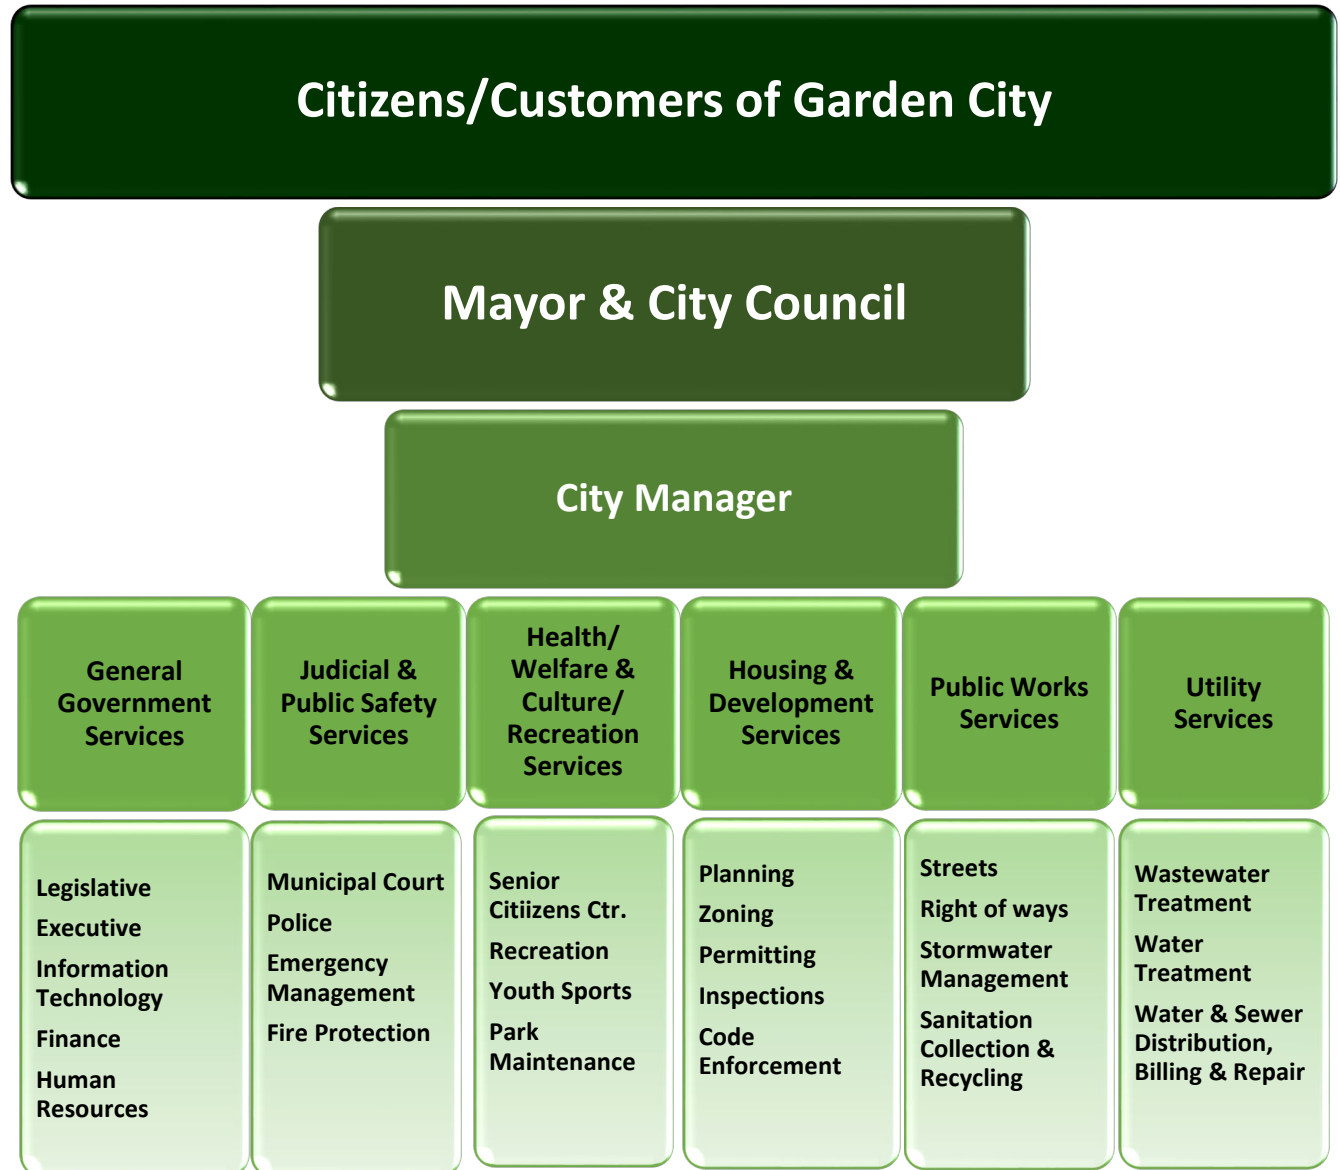 Citizens/Customers of Garden City
Mayor & City Council
City Manager
General
Government
Services
Judicial &
Public Safety
Services
Health/
Welfare &
Culture/
Recreation
Services
Housing &
Development
Services
Public Works
Services
Utility
Services
Legislative
Executive
Information
Technology
Finance
Human
Resources
Municipal Court
Police
Emergency
Management
Fire Protection
Senior
Citiizens Ctr.
Recreation
Youth Sports
Park
Maintenance
Planning
Zoning
Permitting
Inspections
Code
Enforcement
Streets
Right of ways
Stormwater
Management
Sanitation
Collection &
Recycling
Wastewater
Treatment
Water
Treatment
Water & Sewer
Distribution,
Billing & Repair